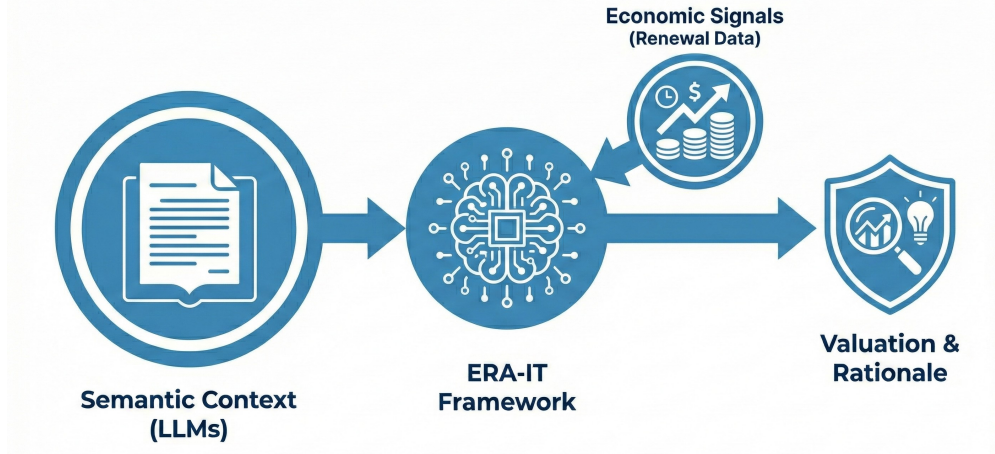 Economic Signals
(Renewal Data)
$
Semantic Context
(LLMs)
ERA-IT
Framework
Valuation &
Rationale